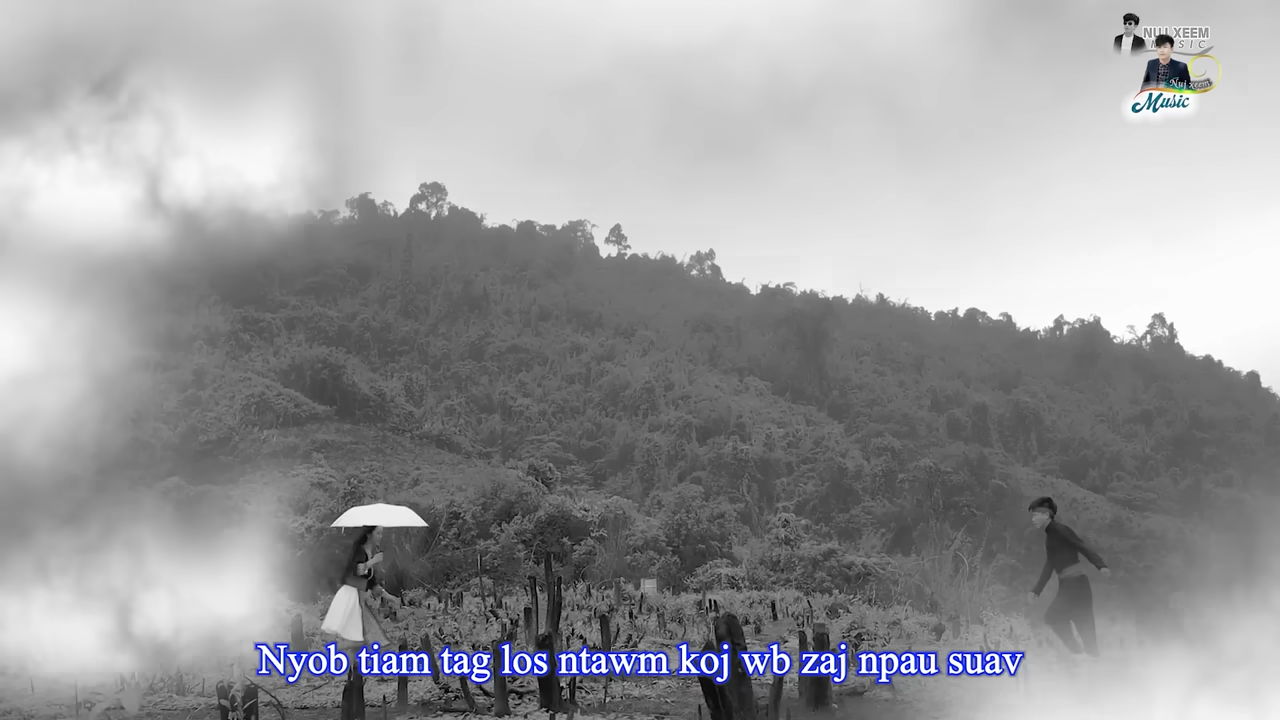 NUJ XEEM
MUSIC
Nuj xeem
Music
Nyob tiam tag los ntawm koj wb zaj npau suav